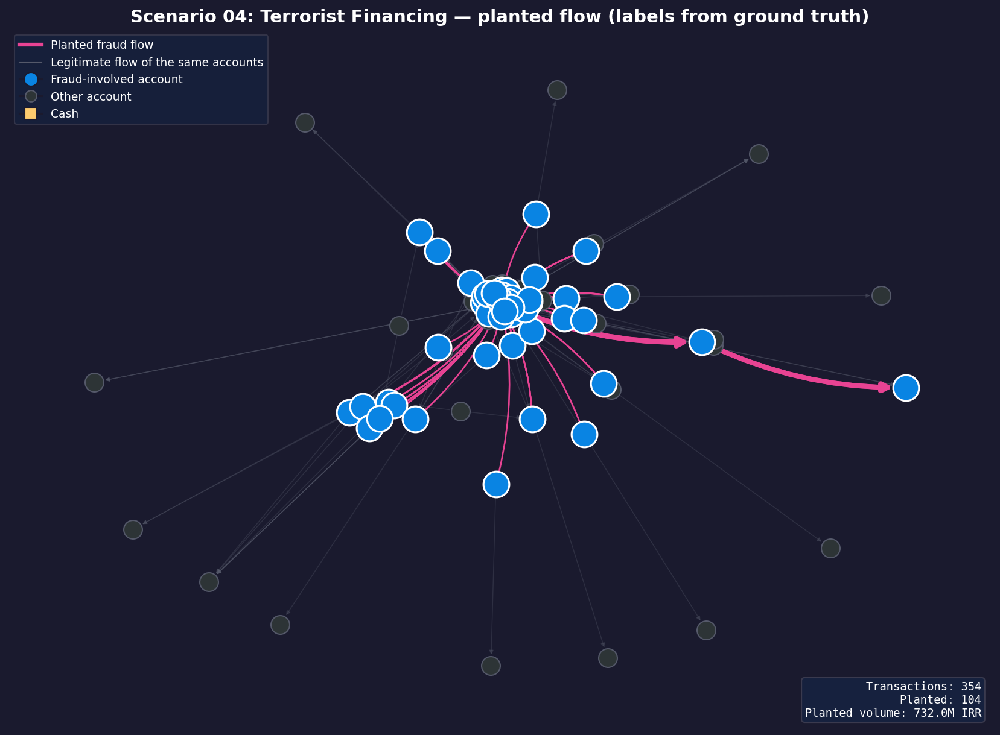 Scenario 04: Terrorist Financing — planted flow (labels from ground truth)
Planted fraud flow
Legitimate flow of the same accounts
Fraud-involved account
Other account
Cash
Transactions: 354
Planted: 104
Planted volume: 732.0M IRR